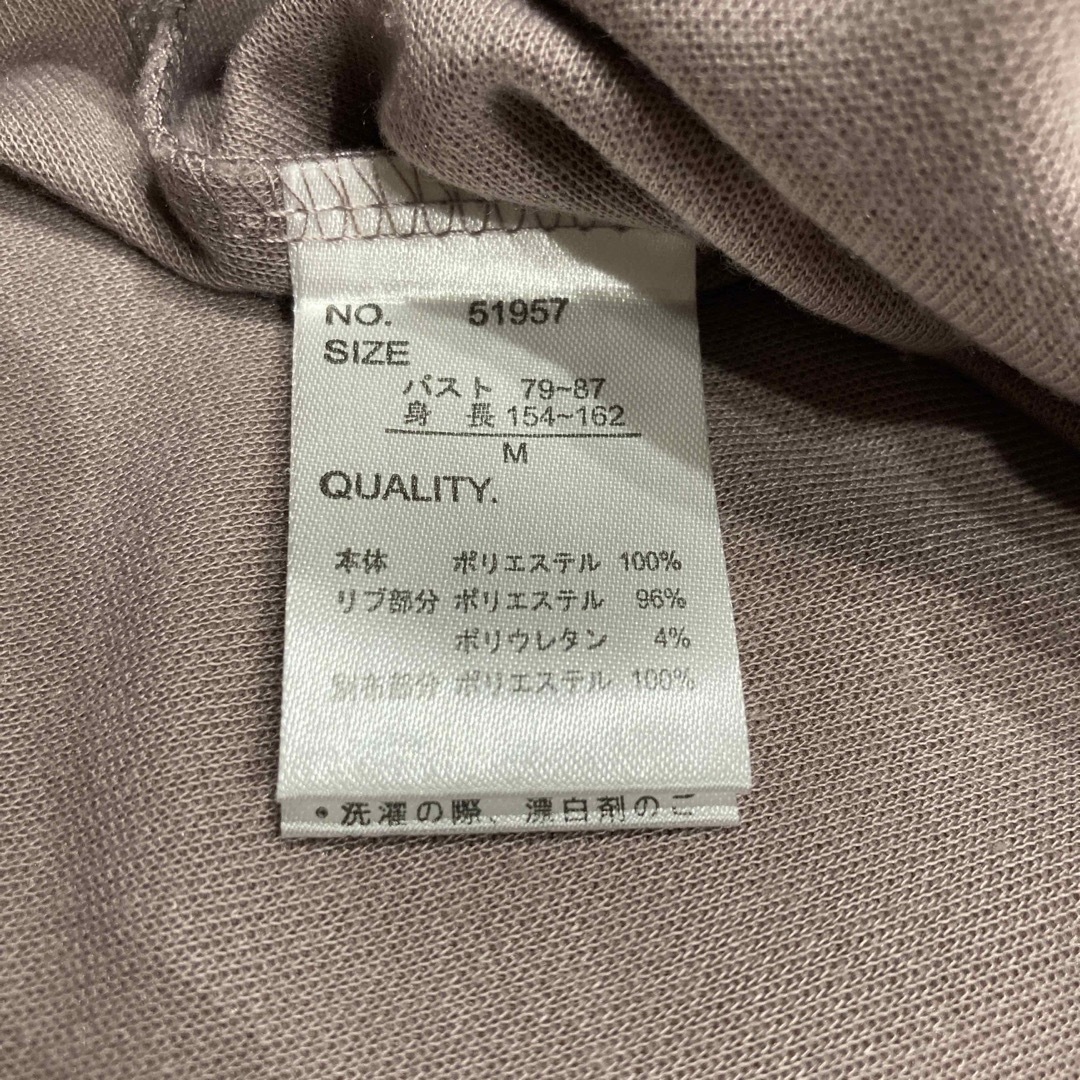 NO. 51957
SIZE
バスト 79~87
身 長 154~162
M
QUALITY.
本体 ポリエステル 100%
リブ部分 ポリエステル 96%
ポリウレタン 4%
部分 ポリエステル 100%
・洗濯の際、漂白剤のご